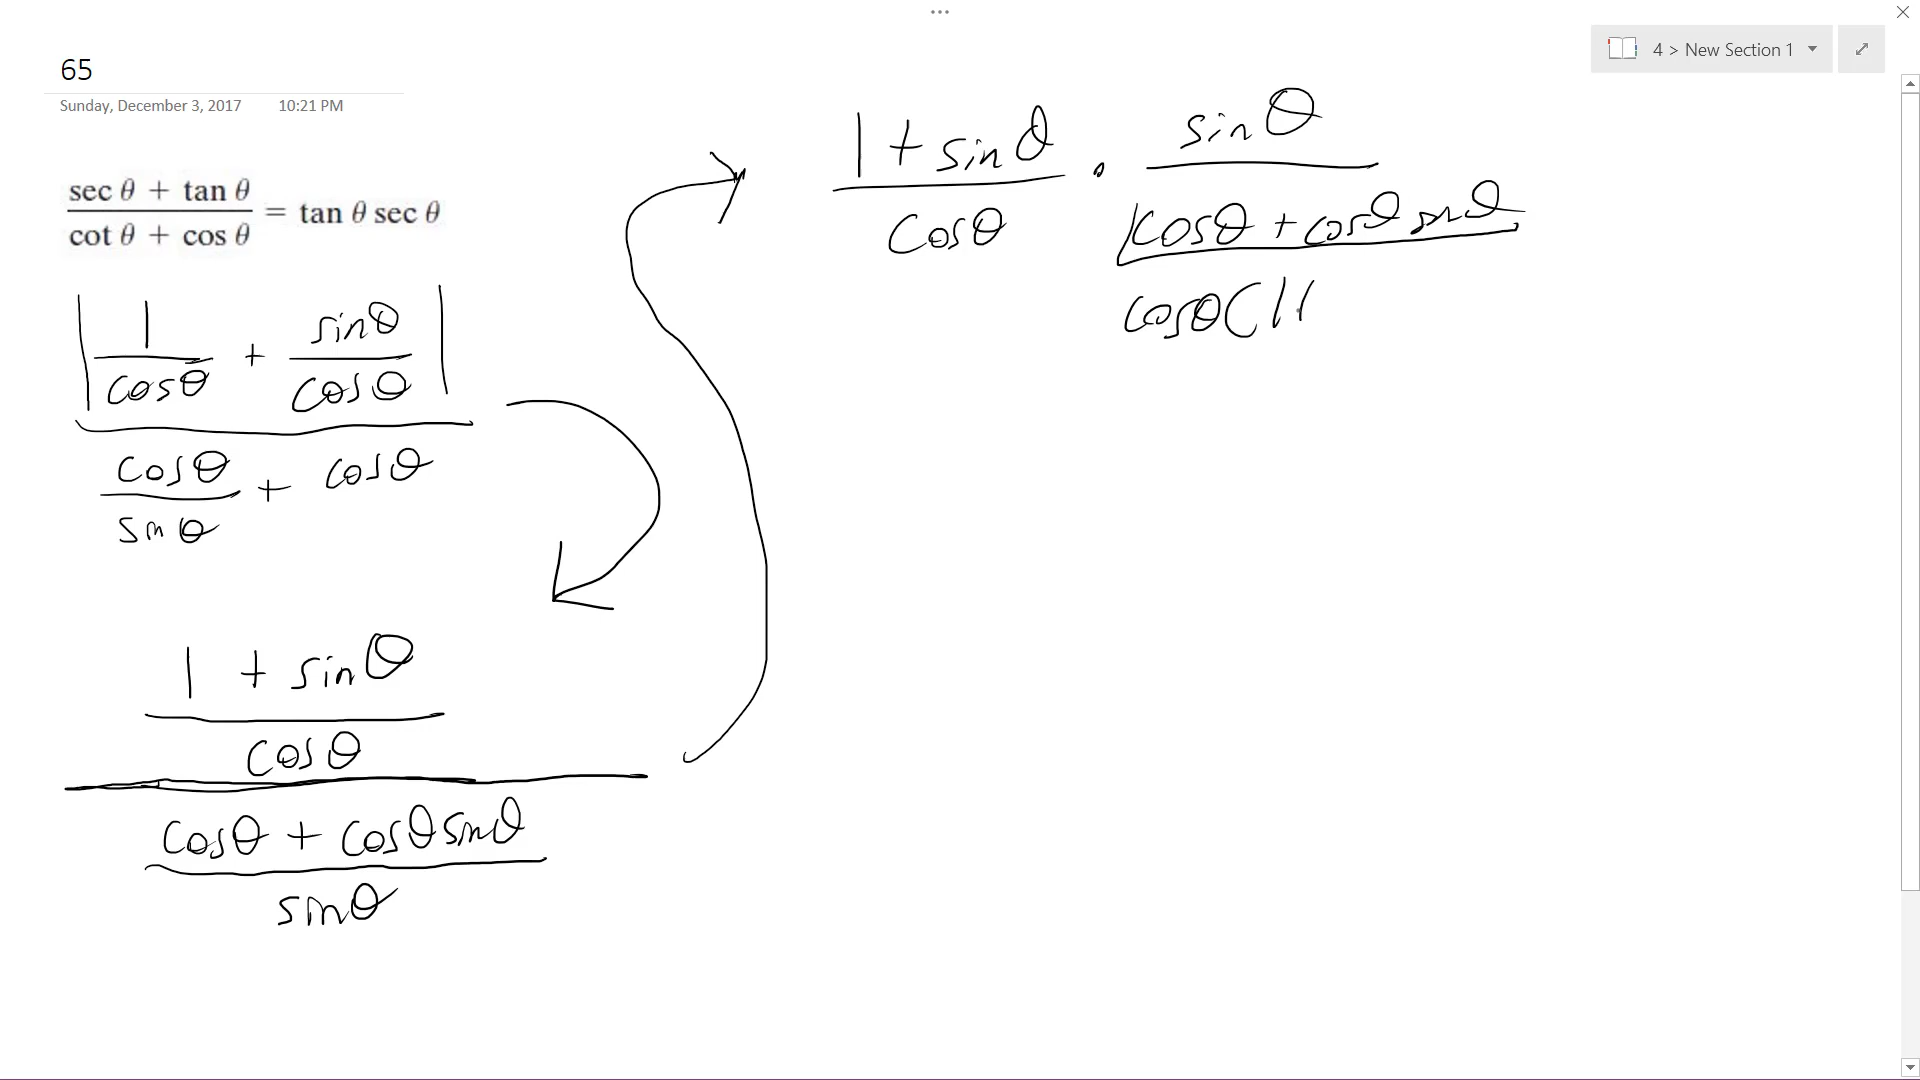 65
Sunday, December 3, 2017 10:21 PM
4 > New Section 1
sec θ + tan θ
cot θ + cos θ
= tan θ sec θ
1 + sinθ
cosθ cosθ
cosθ + cosθ
sinθ
1 + sinθ
cosθ
cosθ + cosθ sinθ
sinθ
1 + sinθ · sinθ
cosθ cosθ + cosθ sinθ
cosθ(1